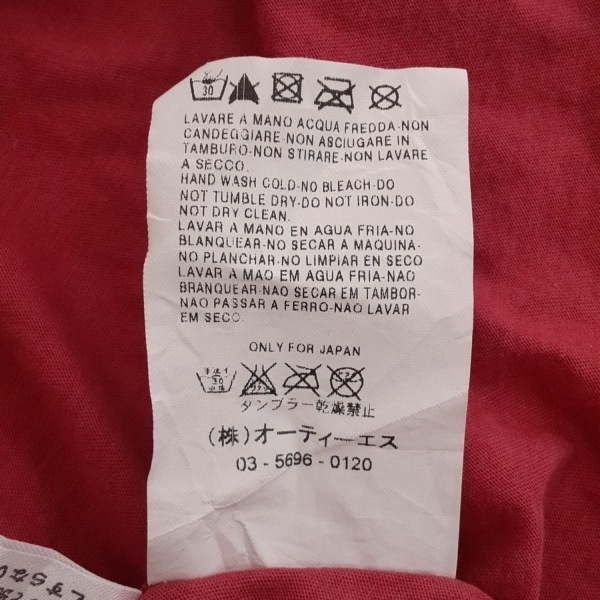 30
LAVARE A MANO ACQUA FREDDA-NON
CANDEGGIARE-NON ASCIUGARE IN
TAMBURO-NON STIRARE-NON LAVARE
A SECCO.
HAND WASH COLD-NO BLEACH-DO
NOT TUMBLE DRY-DO NOT IRON-DO
NOT DRY CLEAN.
LAVAR A MANO EN AGUA FRIA-NO
BLANQUEAR-NO SECAR A MAQUINA-
NO PLANCHAR-NO LIMPIAR EN SECO
LAVAR A MAO EM AGUA FRIA-NAO
BRANQUEAR-NAO SECAR EM TAMBOR-
NAO PASSAR A FERRO-NAO LAVAR
EM SECO.
ONLY FOR JAPAN
30
タンブラー乾燥禁止
(株)オーティーエス
03-5696-0120